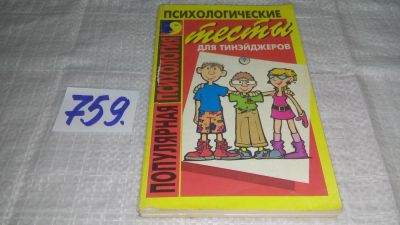 759.
ПСИХОЛОГИЧЕСКИЕ
тесты
ДЛЯ ТИНЭЙДЖЕРОВ
ПОПУЛЯРНАЯ ПСИХОЛОГИЯ